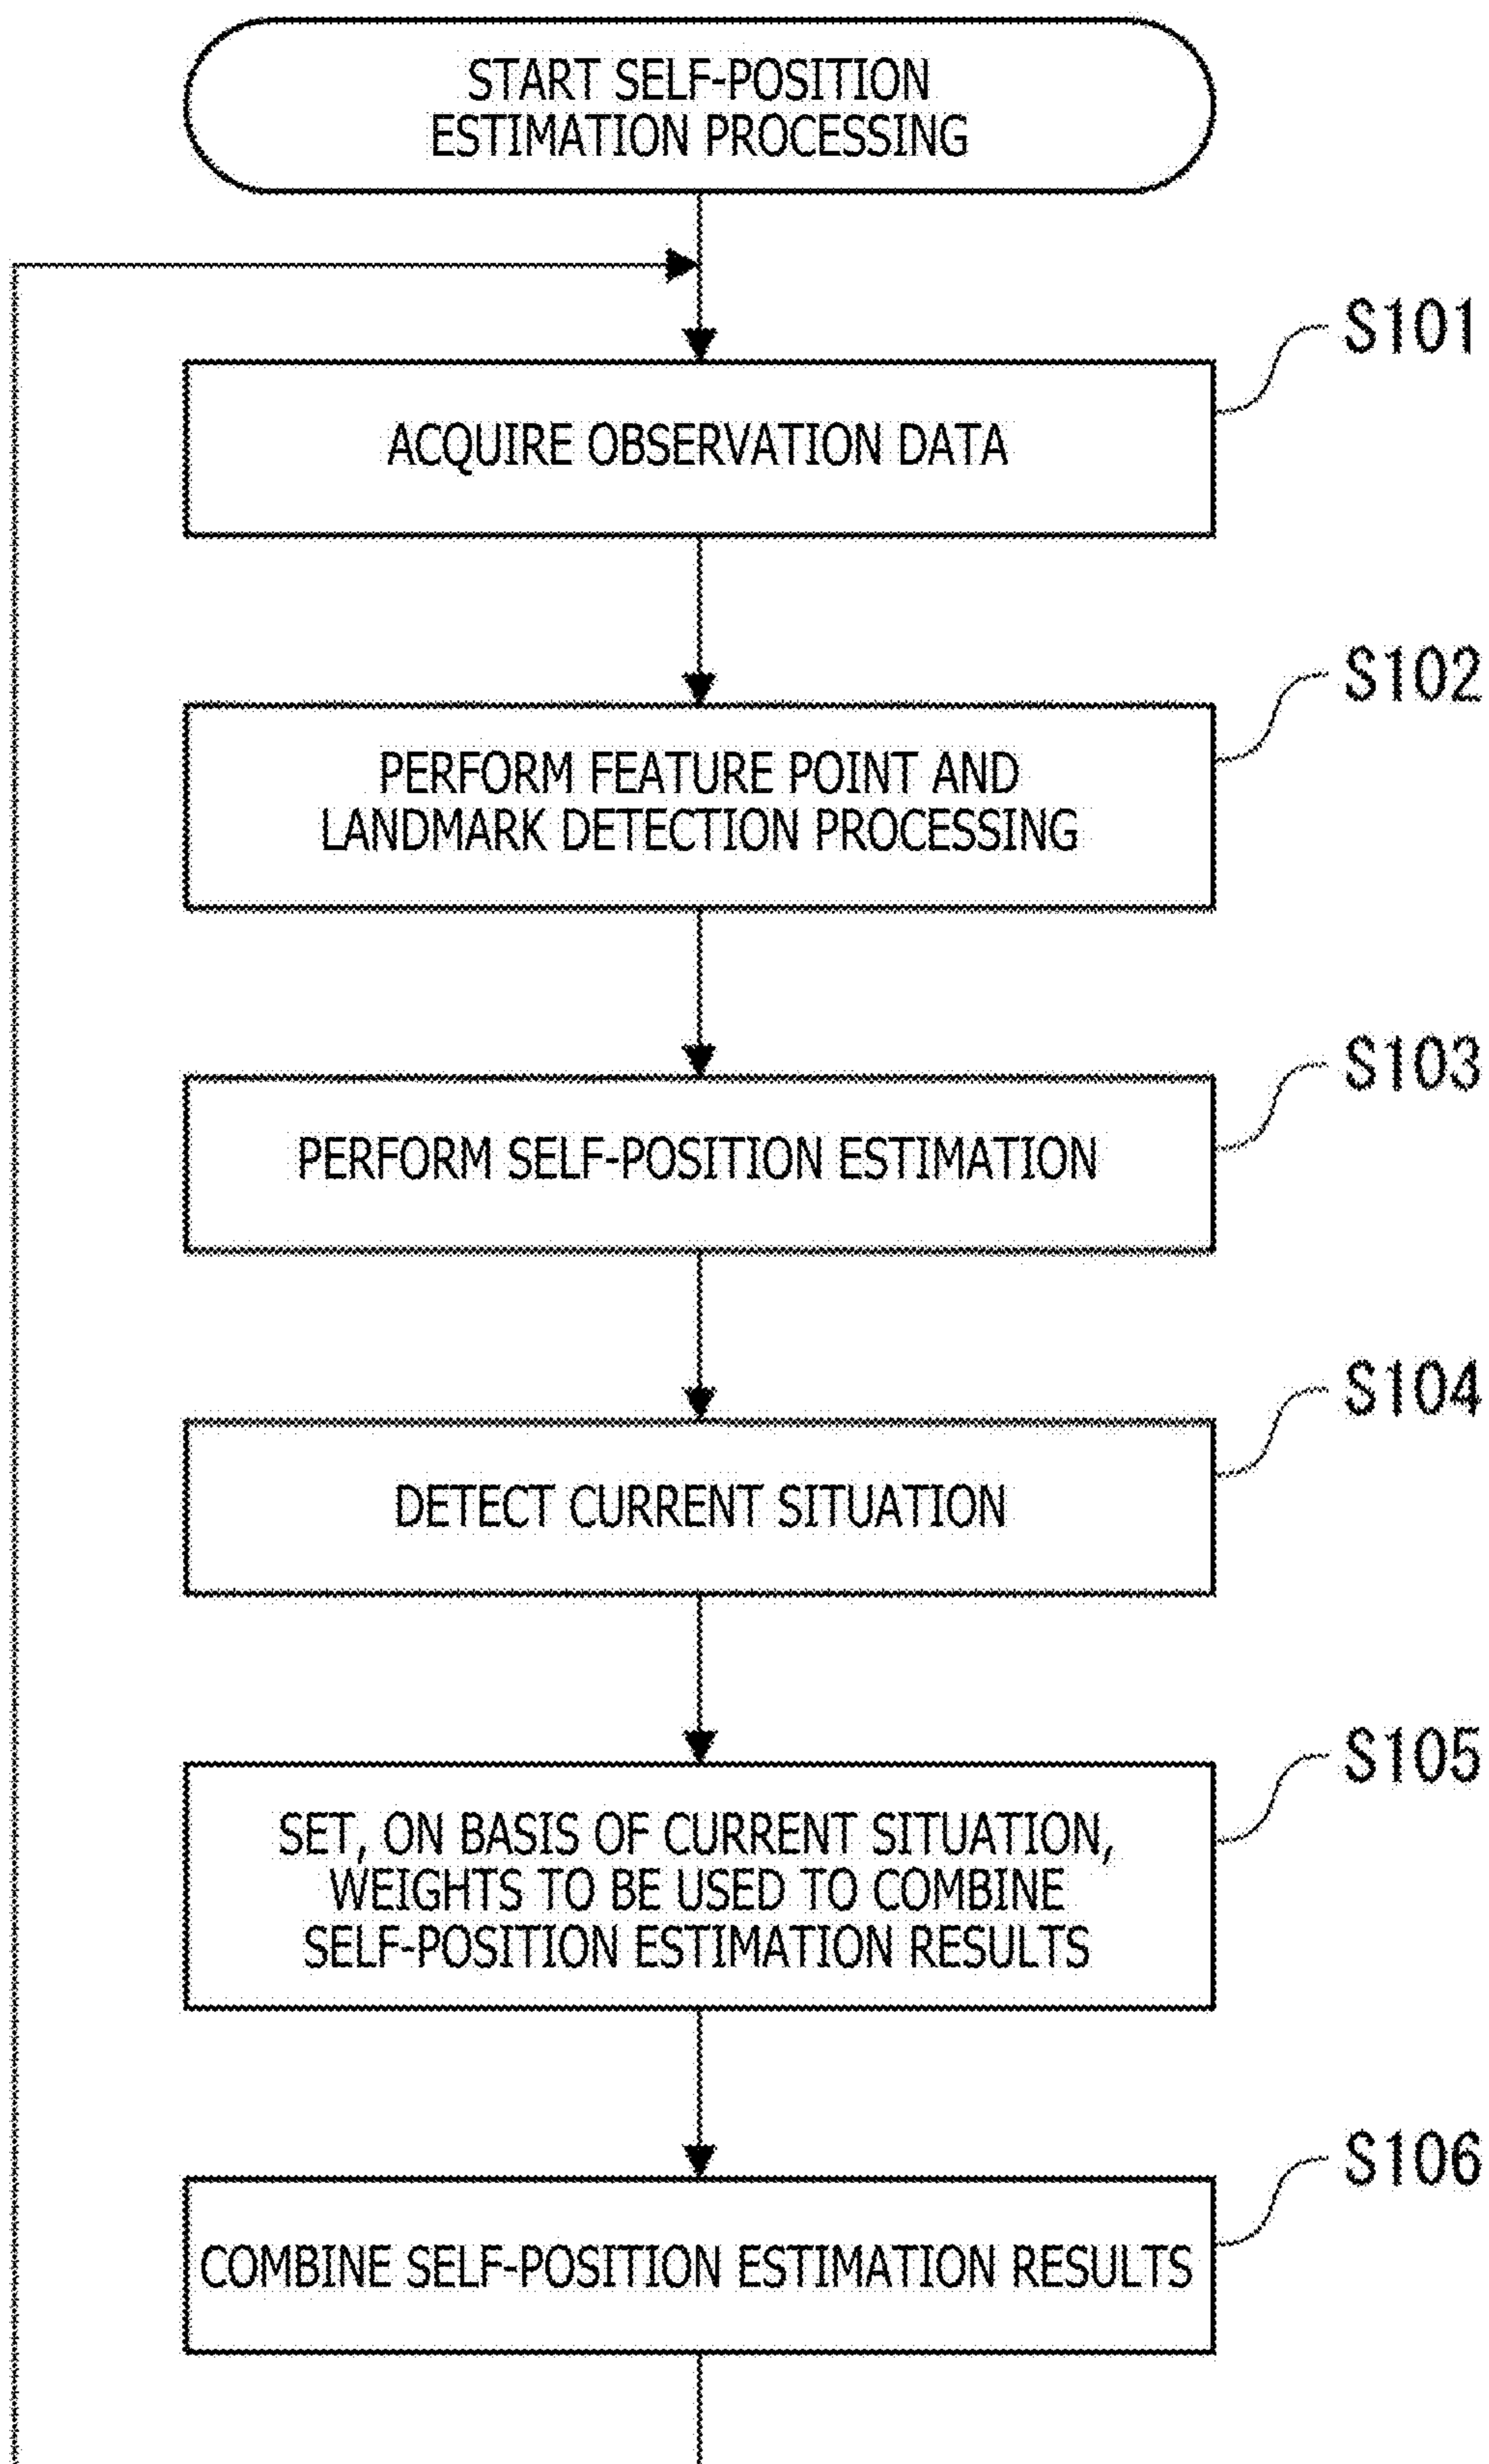 START SELF-POSITION
ESTIMATION PROCESSING
S101
ACQUIRE OBSERVATION DATA
S102
PERFORM FEATURE POINT AND
LANDMARK DETECTION PROCESSING
S103
PERFORM SELF-POSITION ESTIMATION
S104
DETECT CURRENT SITUATION
S105
SET, ON BASIS OF CURRENT SITUATION,
WEIGHTS TO BE USED TO COMBINE
SELF-POSITION ESTIMATION RESULTS
S106
COMBINE SELF-POSITION ESTIMATION RESULTS